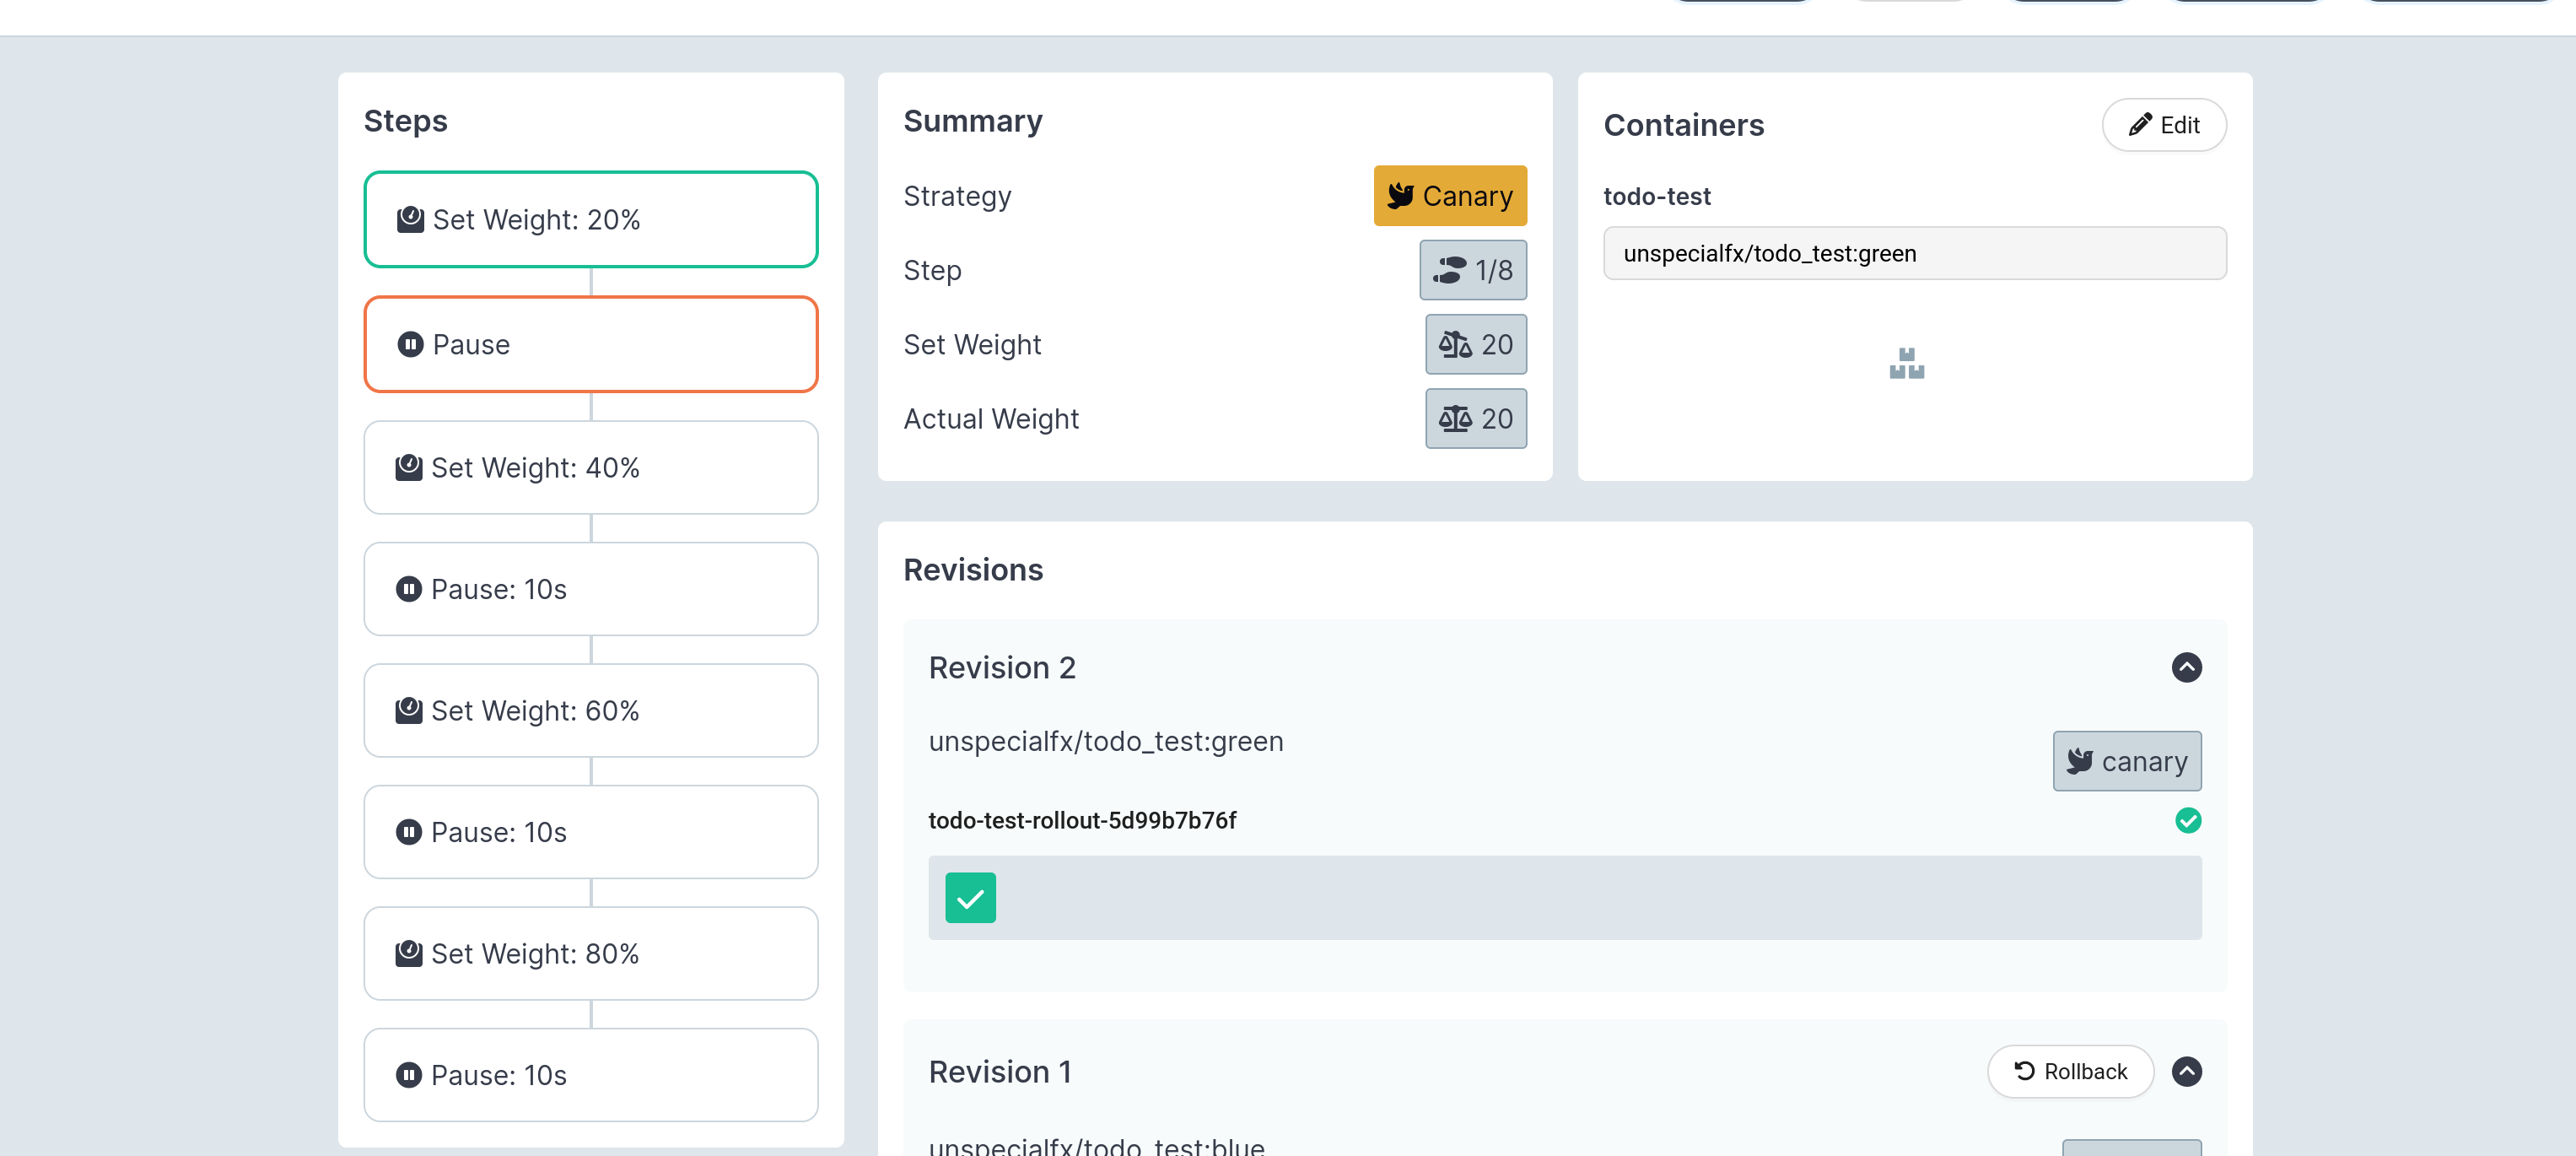 Steps
Set Weight: 20%
Pause
Set Weight: 40%
Pause: 10s
Set Weight: 60%
Pause: 10s
Set Weight: 80%
Pause: 10s
Summary
Strategy
Canary
Step
1/8
Set Weight
20
Actual Weight
20
Containers
Edit
todo-test
unspecialfx/todo_test:green
Revisions
Revision 2
unspecialfx/todo_test:green
canary
todo-test-rollout-5d99b7b76f
Revision 1
Rollback
unspecialfx/todo_test:blue